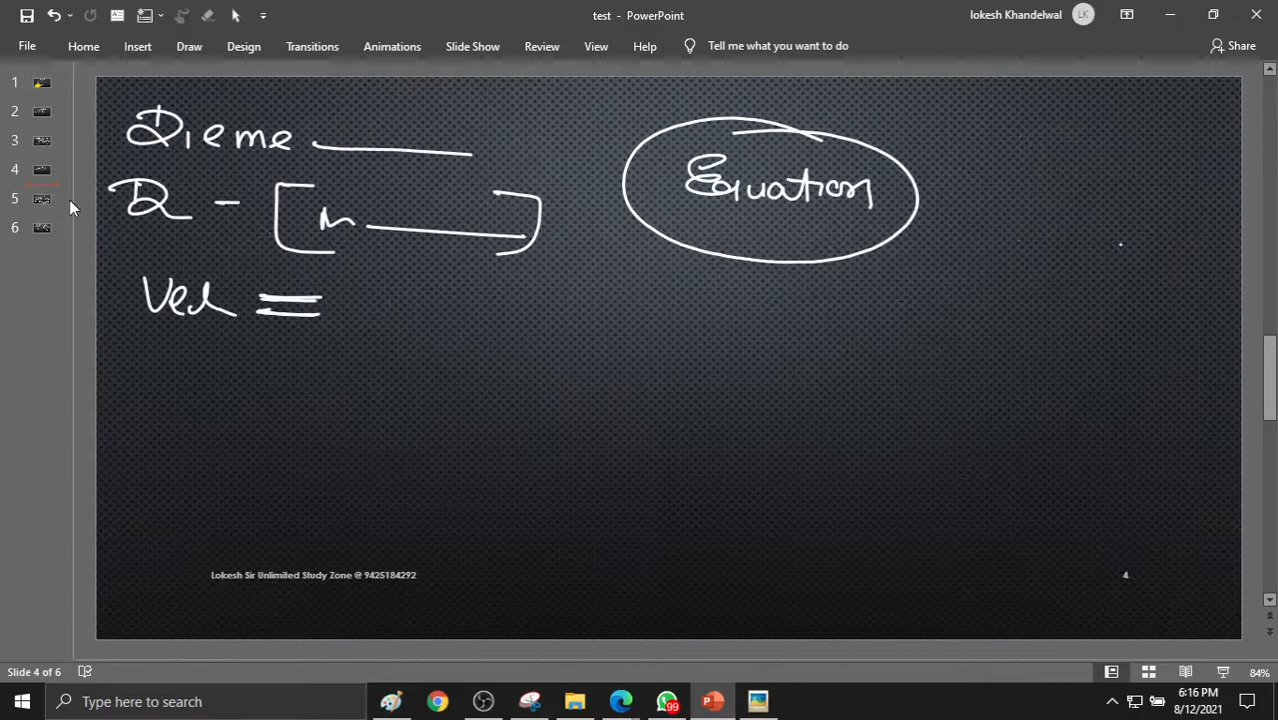 test - PowerPoint
lokesh Khandelwal
LK
File Home Insert Draw Design Transitions Animations Slide Show Review View Help Tell me what you want to do Share
1
2
3
4
5
6
Dieme
D -
Equation
Lokesh Sir Unlimited Study Zone @ 9425184292
4
Slide 4 of 6
84%
Type here to search
99
6:16 PM
8/12/2021